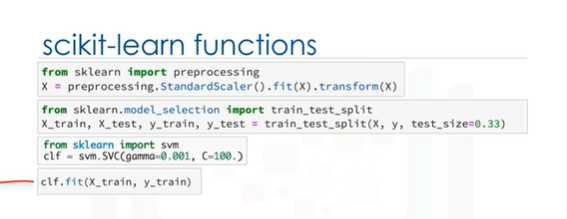 scikit-learn functions
from sklearn import preprocessing
X = preprocessing.StandardScaler().fit(X).transform(X)
from sklearn.model_selection import train_test_split
X_train, X_test, y_train, y_test = train_test_split(X, y, test_size=0.33)
from sklearn import svm
clf = svm.SVC(gamma=0.001, C=100.)
clf.fit(X_train, y_train)